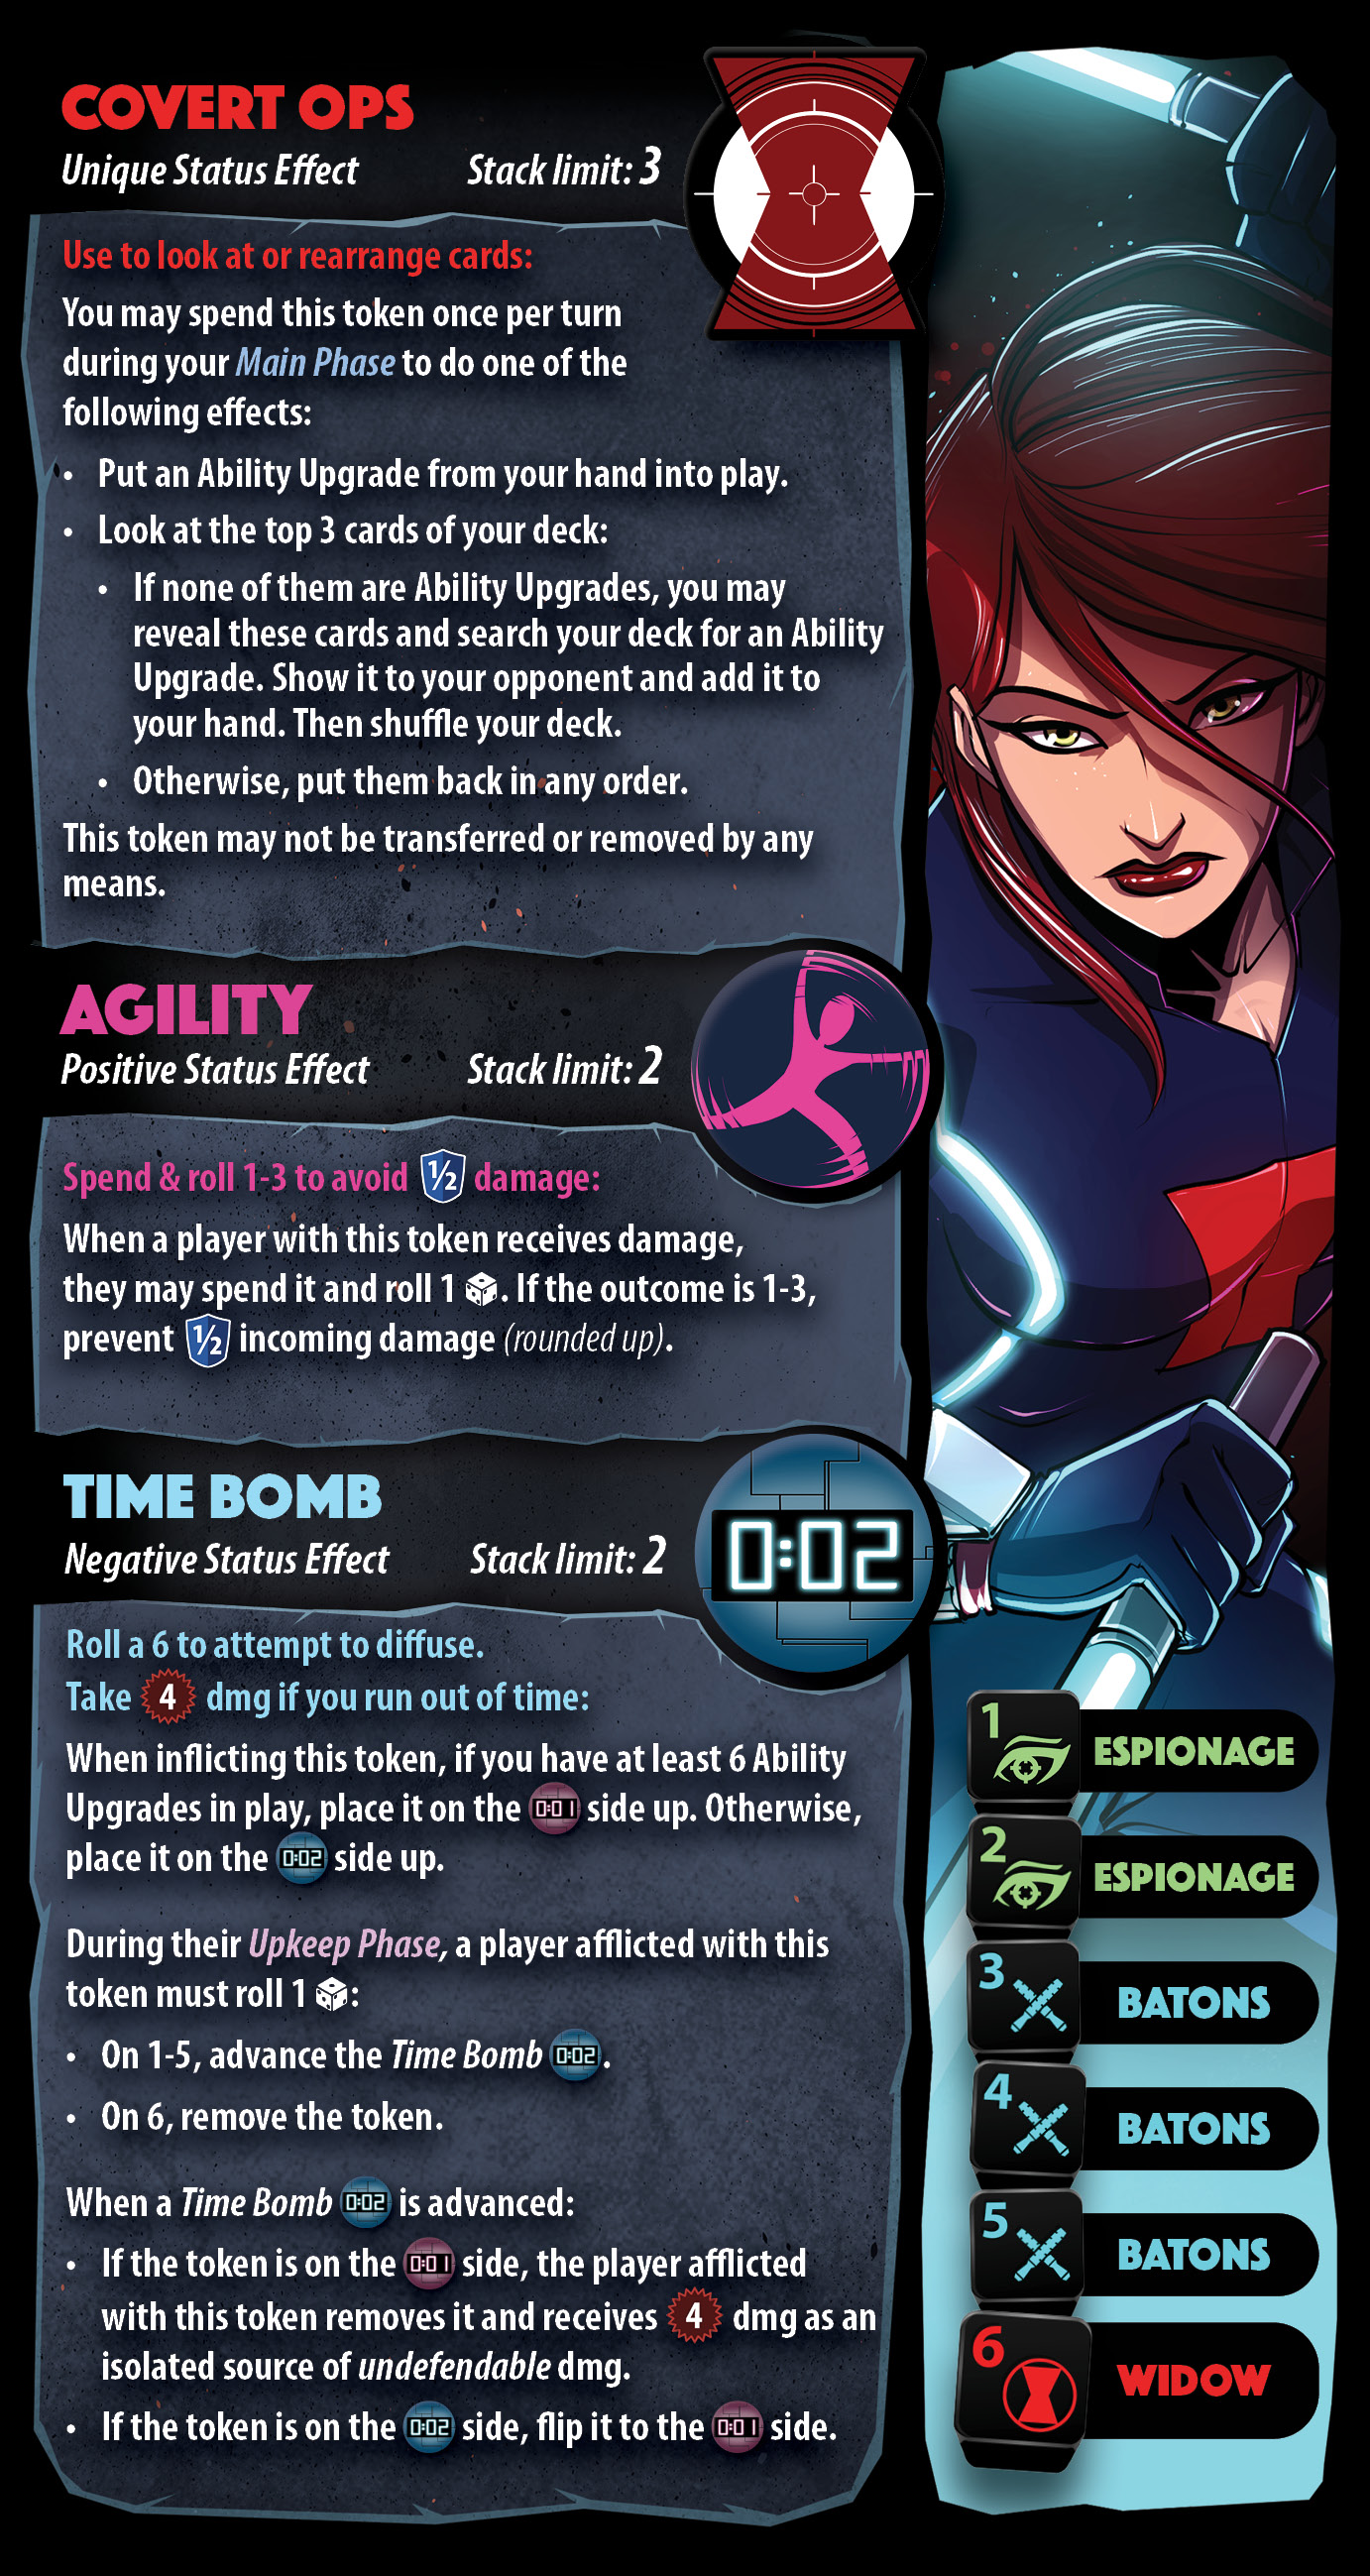 COVERT OPS
Unique Status Effect Stack limit: 3
Use to look at or rearrange cards:
You may spend this token once per turn
during your Main Phase to do one of the
following effects:
• Put an Ability Upgrade from your hand into play.
• Look at the top 3 cards of your deck:
• If none of them are Ability Upgrades, you may
reveal these cards and search your deck for an Ability
Upgrade. Show it to your opponent and add it to
your hand. Then shuffle your deck.
• Otherwise, put them back in any order.
This token may not be transferred or removed by any
means.
AGILITY
Positive Status Effect Stack limit: 2
Spend & roll 1-3 to avoid ½ damage:
When a player with this token receives damage,
they may spend it and roll 1 . If the outcome is 1-3,
prevent ½ incoming damage (rounded up).
TIME BOMB
Negative Status Effect Stack limit: 2
0:02
Roll a 6 to attempt to diffuse.
Take 4 dmg if you run out of time:
When inflicting this token, if you have at least 6 Ability
Upgrades in play, place it on the 0:01 side up. Otherwise,
place it on the 0:02 side up.
During their Upkeep Phase, a player afflicted with this
token must roll 1 :
• On 1-5, advance the Time Bomb 0:02.
• On 6, remove the token.
When a Time Bomb 0:02 is advanced:
• If the token is on the 0:01 side, the player afflicted
with this token removes it and receives 4 dmg as an
isolated source of undefendable dmg.
• If the token is on the 0:02 side, flip it to the 0:01 side.
1 ESPIONAGE
2 ESPIONAGE
3 BATONS
4 BATONS
5 BATONS
6 WIDOW